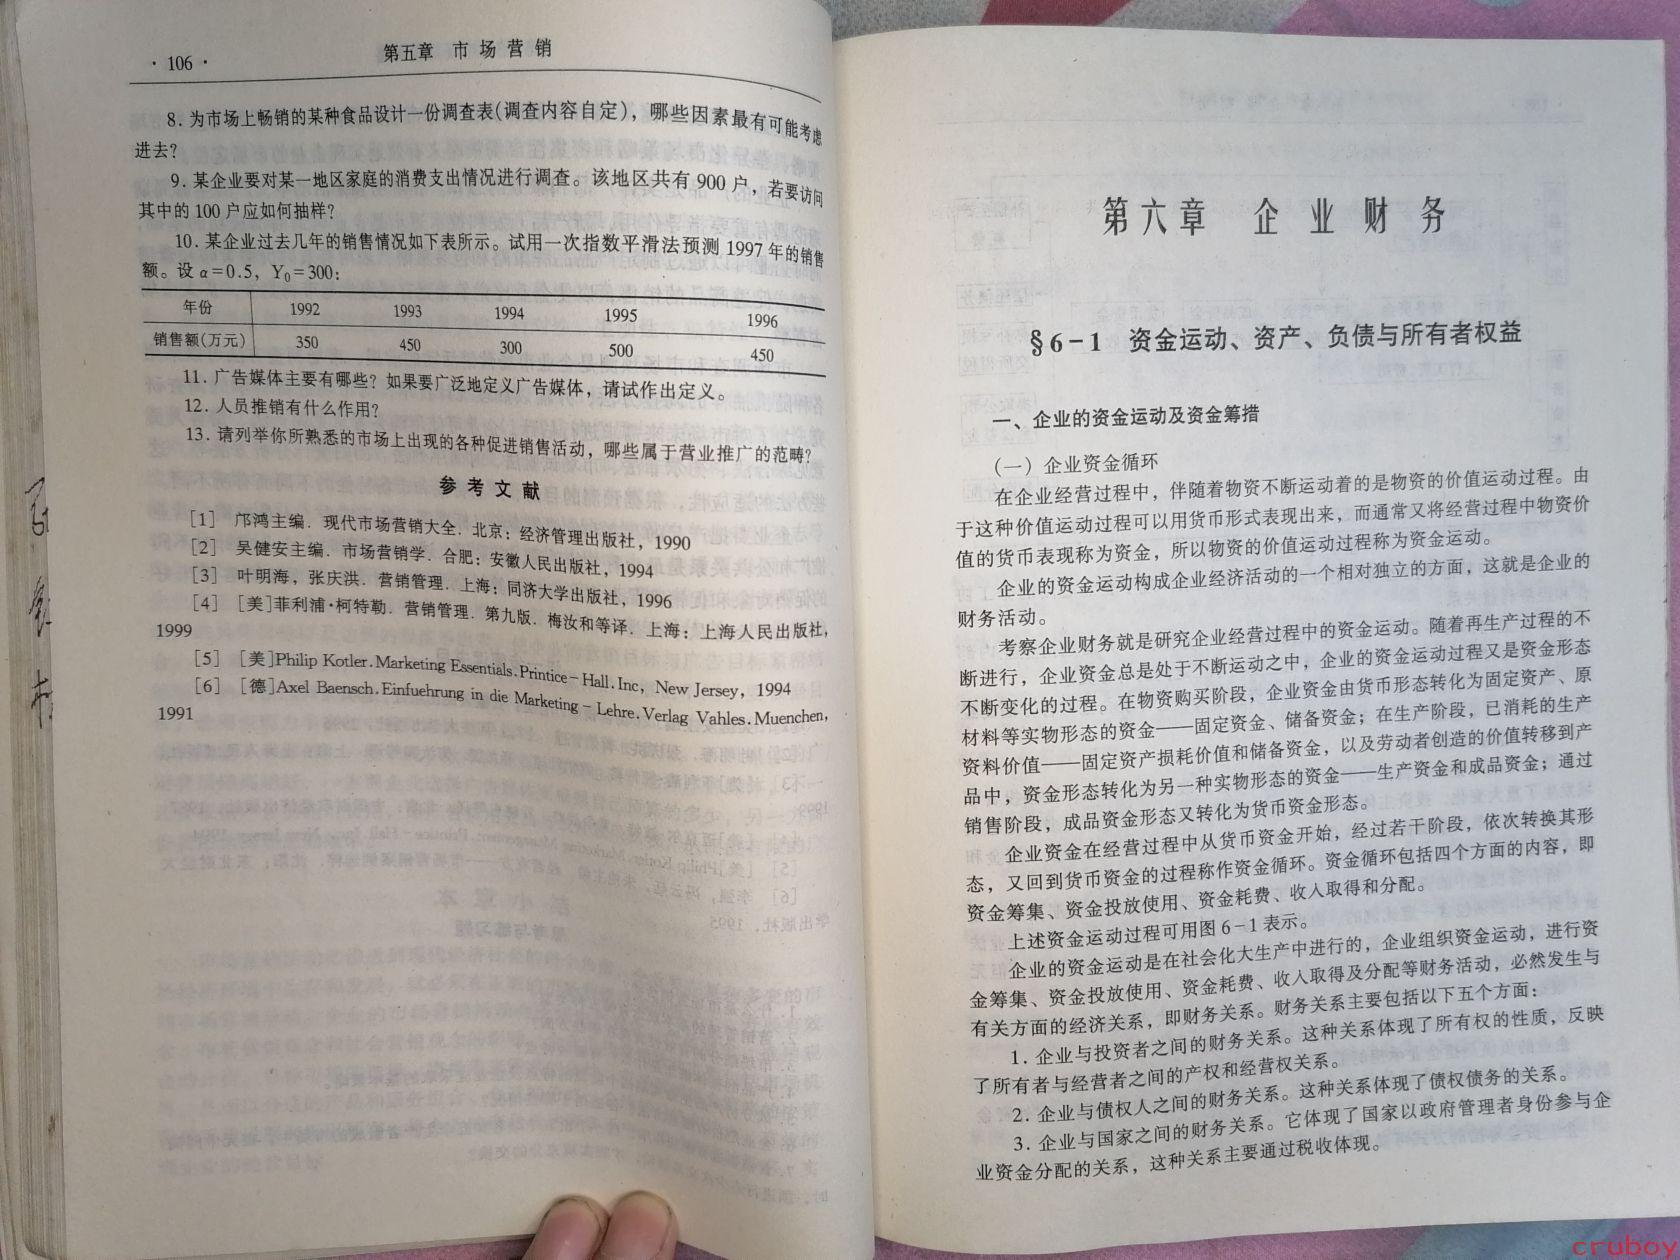 · 106 ·
第五章 市场营销
8. 为市场上畅销的某种食品设计一份调查表(调查内容自定)，哪些因素最有可能考虑
进去?
9. 某企业要对某一地区家庭的消费支出情况进行调查。该地区共有 900 户，若要访问
其中的 100 户应如何抽样?
10. 某企业过去几年的销售情况如下表所示。试用一次指数平滑法预测 1997 年的销售
额。设 α=0.5，Y₀=300:
年份 1992 1993 1994 1995 1996
销售额(万元) 350 450 300 500 450
11. 广告媒体主要有哪些? 如果要广泛地定义广告媒体，请试作出定义。
12. 人员推销有什么作用?
13. 请列举你所熟悉的市场上出现的各种促进销售活动，哪些属于营业推广的范畴?
参考文献
[1] 邝鸿主编. 现代市场营销大全. 北京: 经济管理出版社，1990
[2] 吴健安主编. 市场营销学. 合肥: 安徽人民出版社，1994
[3] 叶明海，张庆洪. 营销管理. 上海: 同济大学出版社，1996
[4] [美]菲利浦·柯特勒. 营销管理. 第九版. 梅汝和等译. 上海: 上海人民出版社，
1999
[5] [美]Philip Kotler. Marketing Essentials. Printice-Hall. Inc，New Jersey，1994
[6] [德]Axel Baensch. Einfuehrung in die Marketing-Lehre. Verlag Vahles. Muenchen，
1991
第六章 企业财务
§6-1 资金运动、资产、负债与所有者权益
一、企业的资金运动及资金筹措
(一) 企业资金循环
在企业经营过程中，伴随着物资不断运动着的是物资的价值运动过程。由
于这种价值运动过程可以用货币形式表现出来，而通常又将经营过程中物资价
值的货币表现称为资金，所以物资的价值运动过程称为资金运动。
企业的资金运动构成企业经济活动的一个相对独立的方面，这就是企业的
财务活动。
考察企业财务就是研究企业经营过程中的资金运动。随着再生产过程的不
断进行，企业资金总是处于不断运动之中，企业的资金运动过程又是资金形态
不断变化的过程。在物资购买阶段，企业资金由货币形态转化为固定资产、原
材料等实物形态的资金——固定资金、储备资金；在生产阶段，已消耗的生产
资料价值——固定资产损耗价值和储备资金，以及劳动者创造的价值转移到产
品中，资金形态转化为另一种实物形态的资金——生产资金和成品资金；通过
销售阶段，成品资金形态又转化为货币资金形态。
企业资金在经营过程中从货币资金开始，经过若干阶段，依次转换其形
态，又回到货币资金的过程称作资金循环。资金循环包括四个方面的内容，即
资金筹集、资金投放使用、资金耗费、收入取得和分配。
上述资金运动过程可用图 6-1 表示。
企业的资金运动是在社会化大生产中进行的，企业组织资金运动，进行资
金筹集、资金投放使用、资金耗费、收入取得及分配等财务活动，必然发生与
有关方面的经济关系，即财务关系。财务关系主要包括以下五个方面:
1. 企业与投资者之间的财务关系。这种关系体现了所有权的性质，反映
了所有者与经营者之间的产权和经营权关系。
2. 企业与债权人之间的财务关系。这种关系体现了债权债务的关系。
3. 企业与国家之间的财务关系。它体现了国家以政府管理者身份参与企
业资金分配的关系，这种关系主要通过税收体现。
cruboy